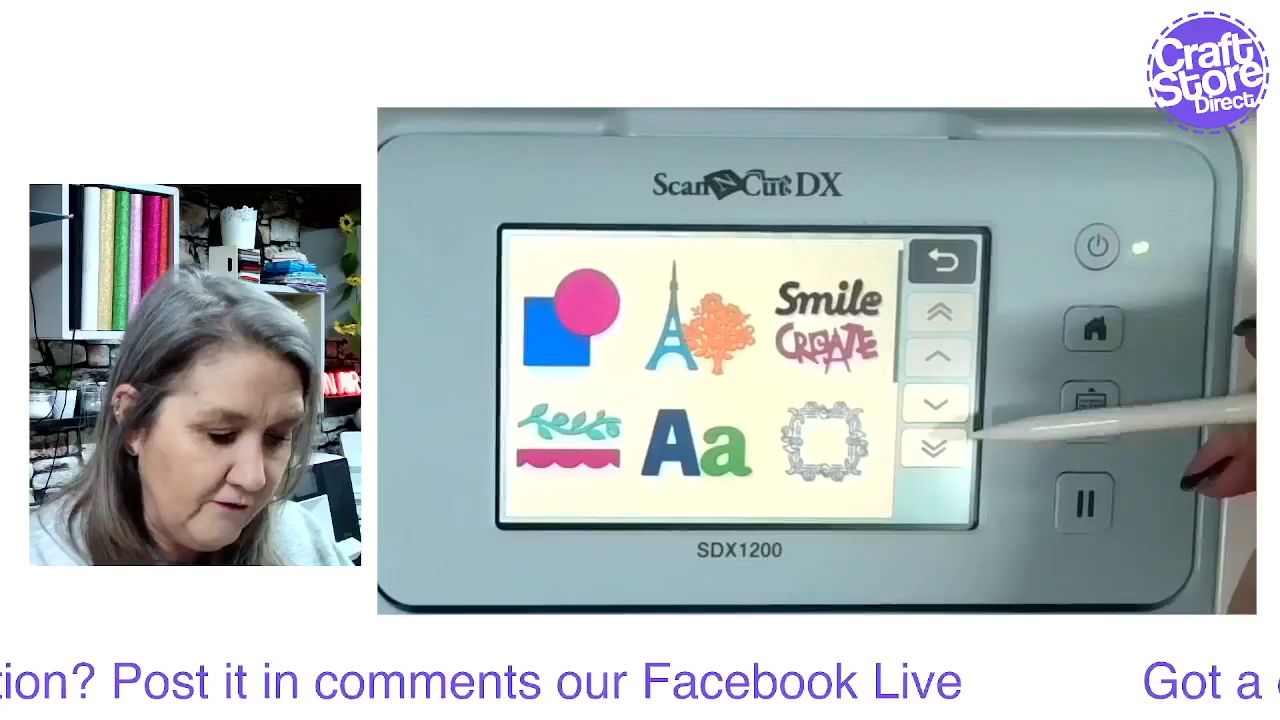 Craft
Store
Direct
ScanNCut DX
Smile
CREATE
Aa
SDX1200
tion? Post it in comments our Facebook Live
Got a